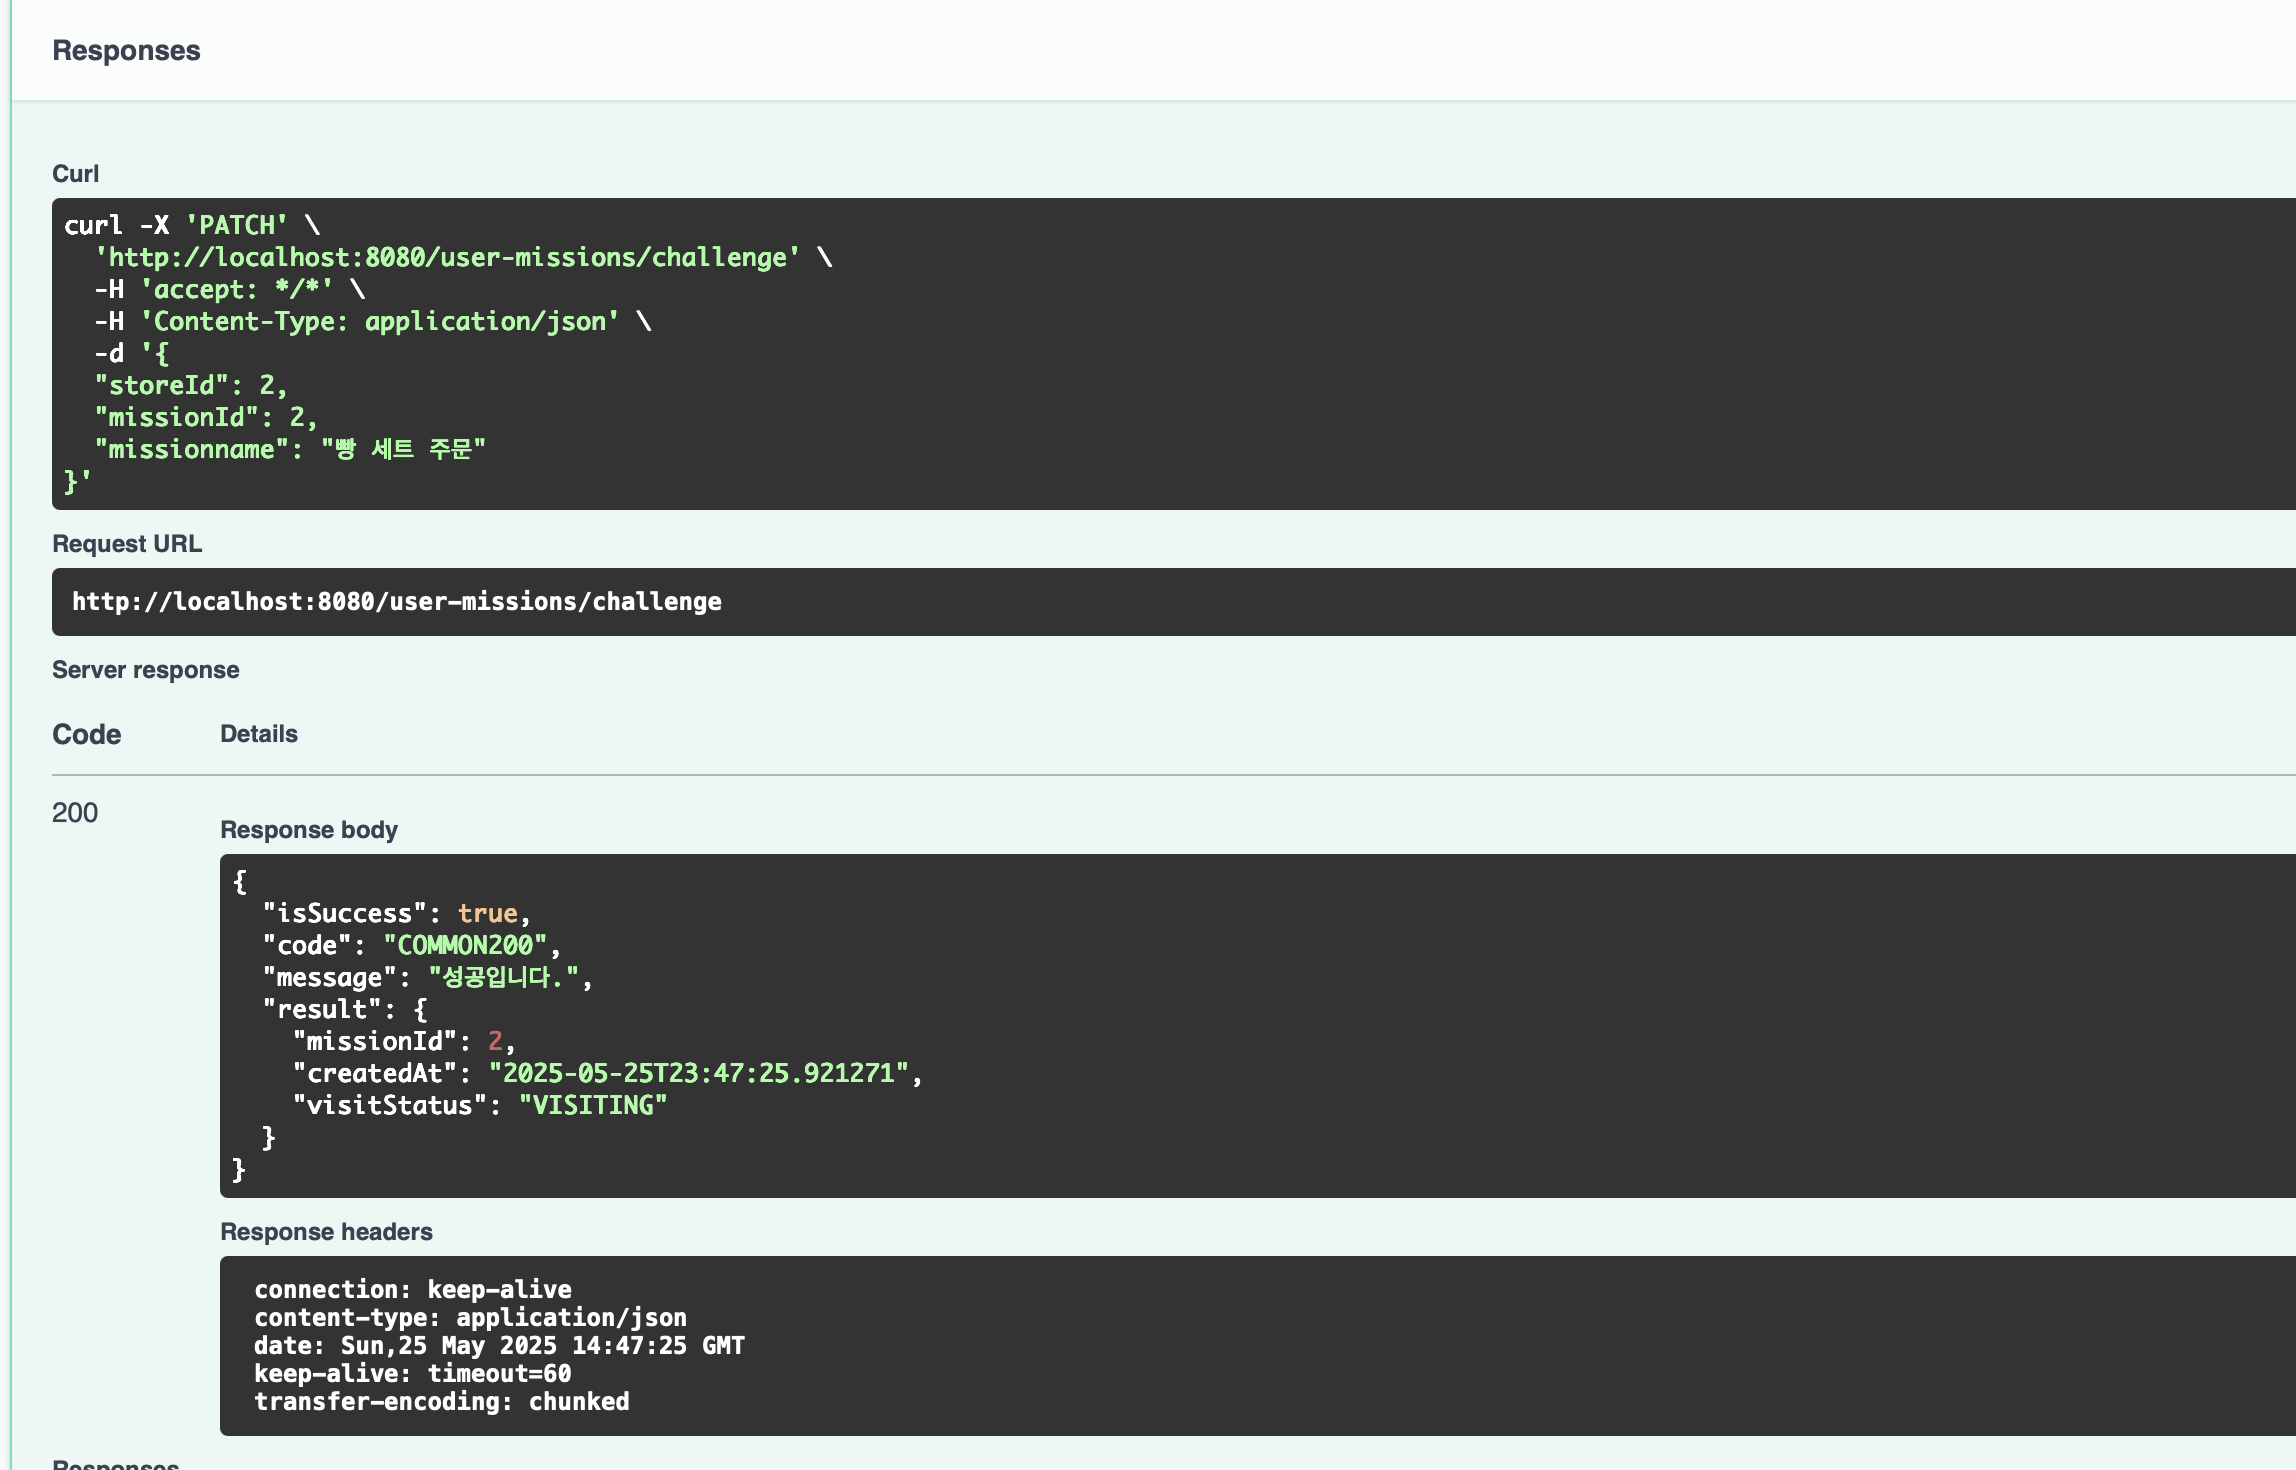 Responses
Curl
curl -X 'PATCH' \
  'http://localhost:8080/user-missions/challenge' \
  -H 'accept: */*' \
  -H 'Content-Type: application/json' \
  -d '{
  "storeId": 2,
  "missionId": 2,
  "missionname": "빵 세트 주문"
}'
Request URL
http://localhost:8080/user-missions/challenge
Server response
Code Details
200
Response body
{
  "isSuccess": true,
  "code": "COMMON200",
  "message": "성공입니다.",
  "result": {
    "missionId": 2,
    "createdAt": "2025-05-25T23:47:25.921271",
    "visitStatus": "VISITING"
  }
}
Response headers
connection: keep-alive
content-type: application/json
date: Sun,25 May 2025 14:47:25 GMT
keep-alive: timeout=60
transfer-encoding: chunked
Responses